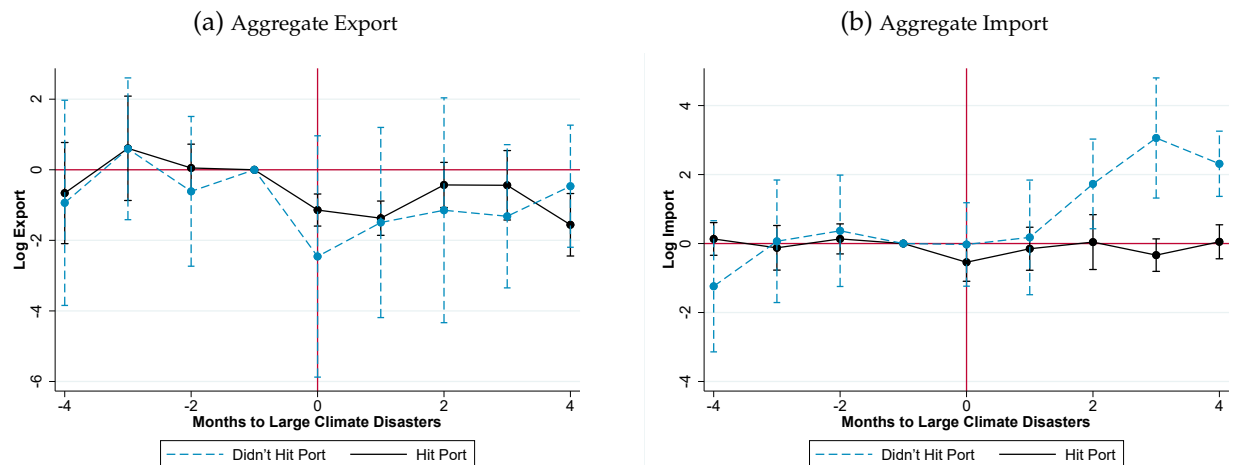 (a) Aggregate Export
Log Export
2
0
-2
-4
-6
-4
-2
0
2
4
Months to Large Climate Disasters
Didn't Hit Port
Hit Port
(b) Aggregate Import
Log Import
4
2
0
-2
-4
-4
-2
0
2
4
Months to Large Climate Disasters
Didn't Hit Port
Hit Port